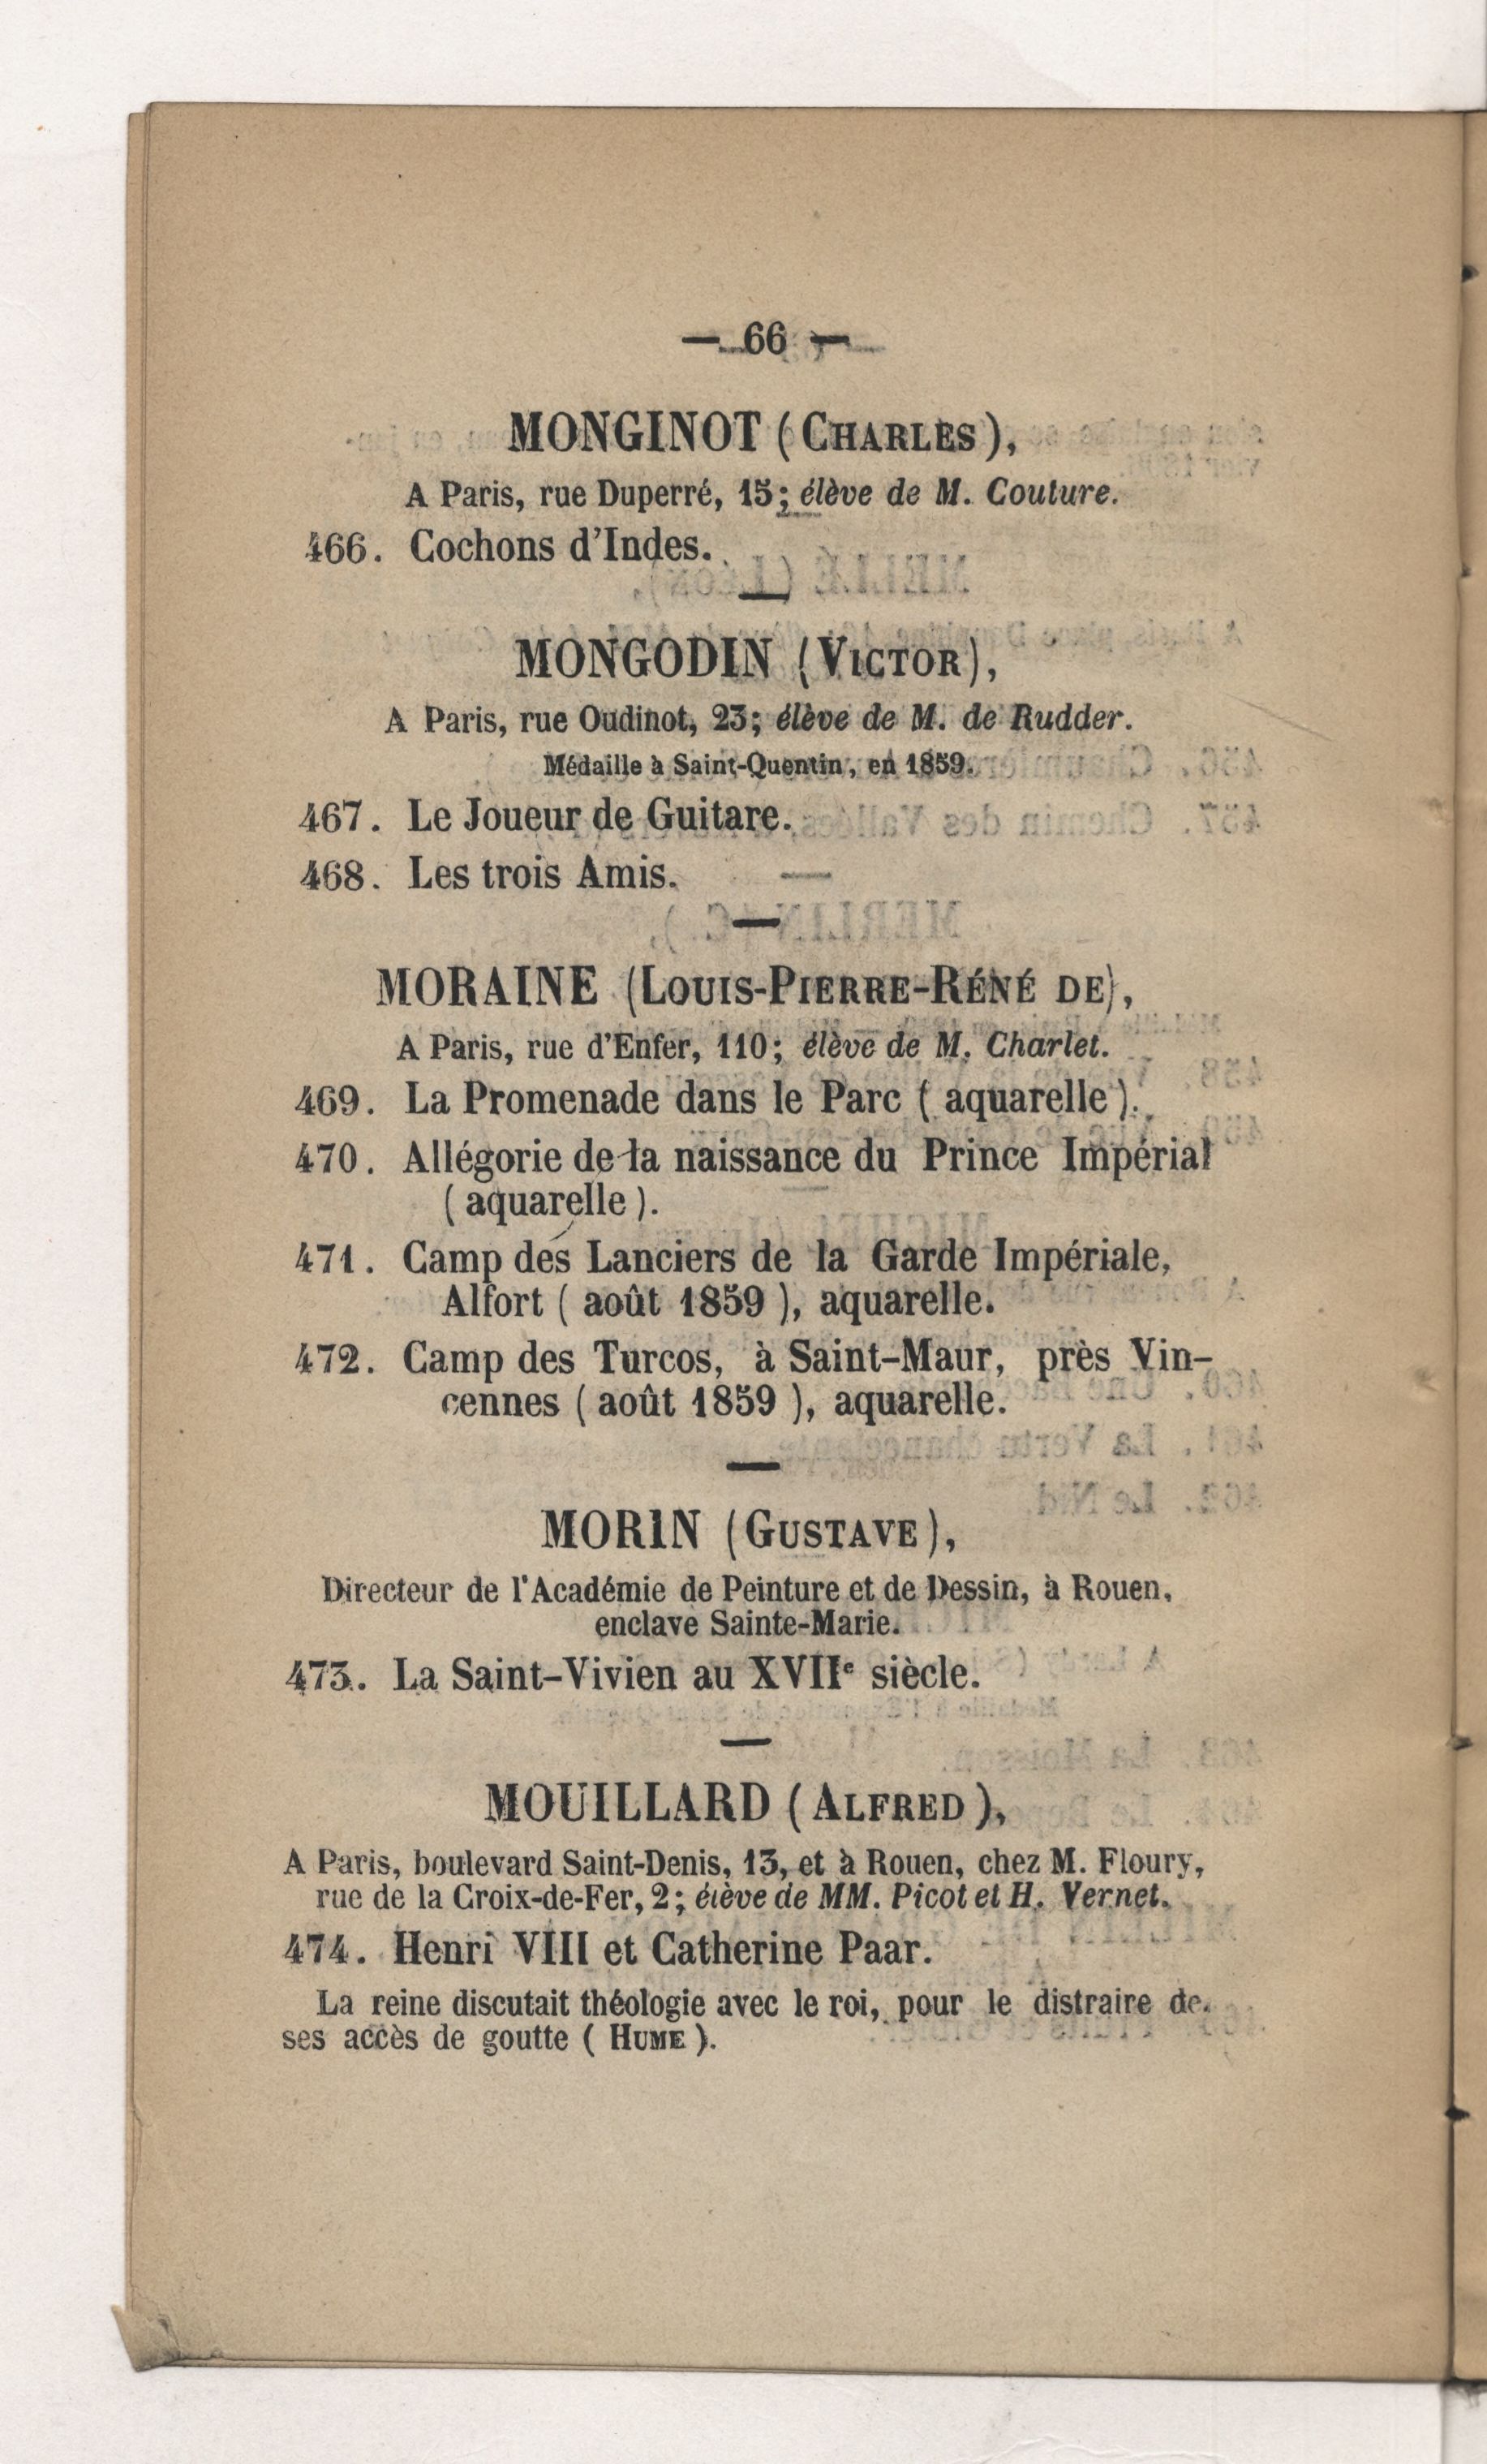 — 66 —
MONGINOT (CHARLES),
A Paris, rue Duperré, 15; élève de M. Couture.
466. Cochons d'Indes.
MONGODIN (VICTOR),
A Paris, rue Oudinot, 23; élève de M. de Rudder.
Médaille à Saint-Quentin, en 1859.
467. Le Joueur de Guitare.
468. Les trois Amis.
MORAINE (LOUIS-PIERRE-RÉNÉ DE),
A Paris, rue d'Enfer, 110; élève de M. Charlet.
469. La Promenade dans le Parc ( aquarelle ).
470. Allégorie de la naissance du Prince Impérial
( aquarelle ).
471. Camp des Lanciers de la Garde Impériale,
Alfort ( août 1859 ), aquarelle.
472. Camp des Turcos, à Saint-Maur, près Vin-
cennes ( août 1859 ), aquarelle.
MORIN (GUSTAVE),
Directeur de l'Académie de Peinture et de Dessin, à Rouen,
enclave Sainte-Marie.
473. La Saint-Vivien au XVIIe siècle.
MOUILLARD (ALFRED),
A Paris, boulevard Saint-Denis, 13, et à Rouen, chez M. Floury,
rue de la Croix-de-Fer, 2; élève de MM. Picot et H. Vernet.
474. Henri VIII et Catherine Paar.
La reine discutait théologie avec le roi, pour le distraire de
ses accès de goutte ( HUME ).